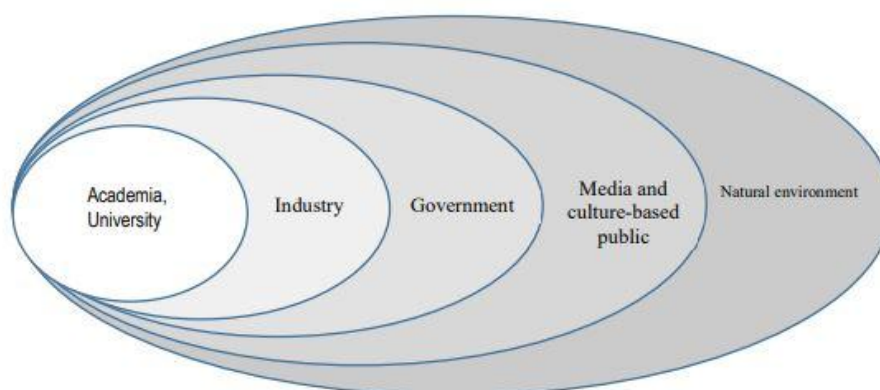 Academia,
University
Industry
Government
Media and
culture-based
public
Natural environment